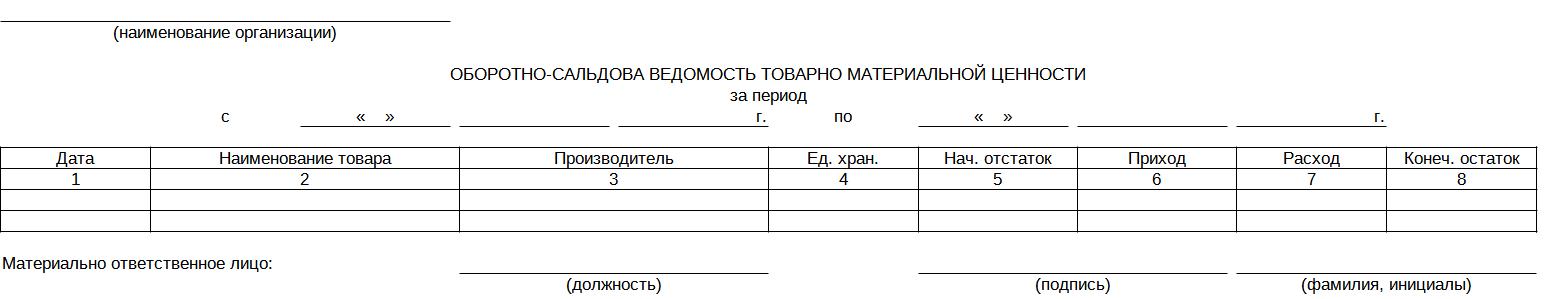 (наименование организации)
ОБОРОТНО-САЛЬДОВА ВЕДОМОСТЬ ТОВАРНО МАТЕРИАЛЬНОЙ ЦЕННОСТИ
за период
с « » г. по « » г.
Дата Наименование товара Производитель Ед. хран. Нач. отстаток Приход Расход Конеч. остаток
1 2 3 4 5 6 7 8
Материально ответственное лицо:
(должность) (подпись) (фамилия, инициалы)